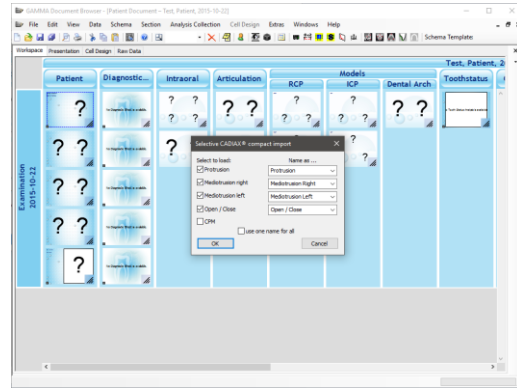 GAMMA Document Browser - [Patient Document - Test, Patient, 2015-10-22]
File Edit View Data Schema Section Analysis Collection Cell Design Extras Windows Help
Schema Template
Workspace Presentation Cell Design Raw Data
Test, Patient, 2
Patient Diagnostic... Intraoral Articulation Models Toothstatus
RCP ICP Dental Arch
Examination
2015-10-22
Selective CADIAX® compact import
Select to load: Name as ...
Protrusion Protrusion
Mediotrusion right Mediotrusion Right
Mediotrusion left Mediotrusion Left
Open / Close Open / Close
CPM
use one name for all
OK Cancel